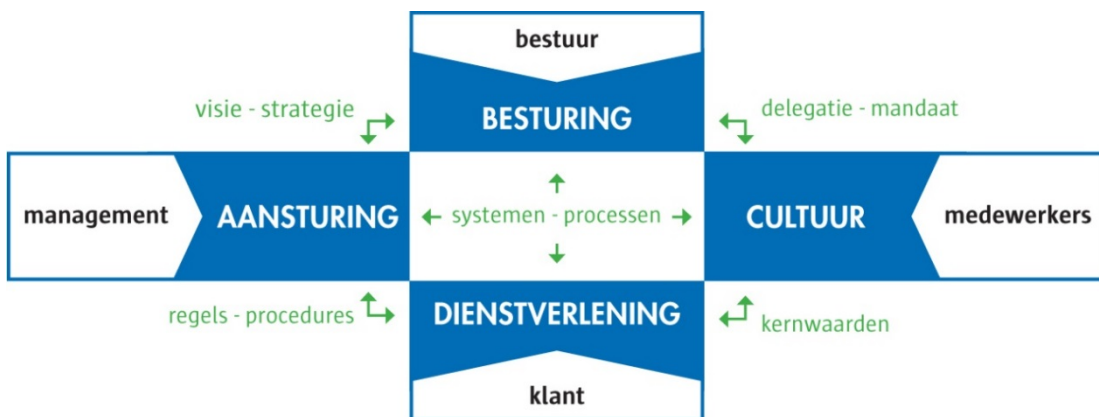 bestuur
visie - strategie
BESTURING
delegatie - mandaat
management
AANSTURING
systemen - processen
CULTUUR
medewerkers
regels - procedures
DIENSTVERLENING
kernwaarden
klant